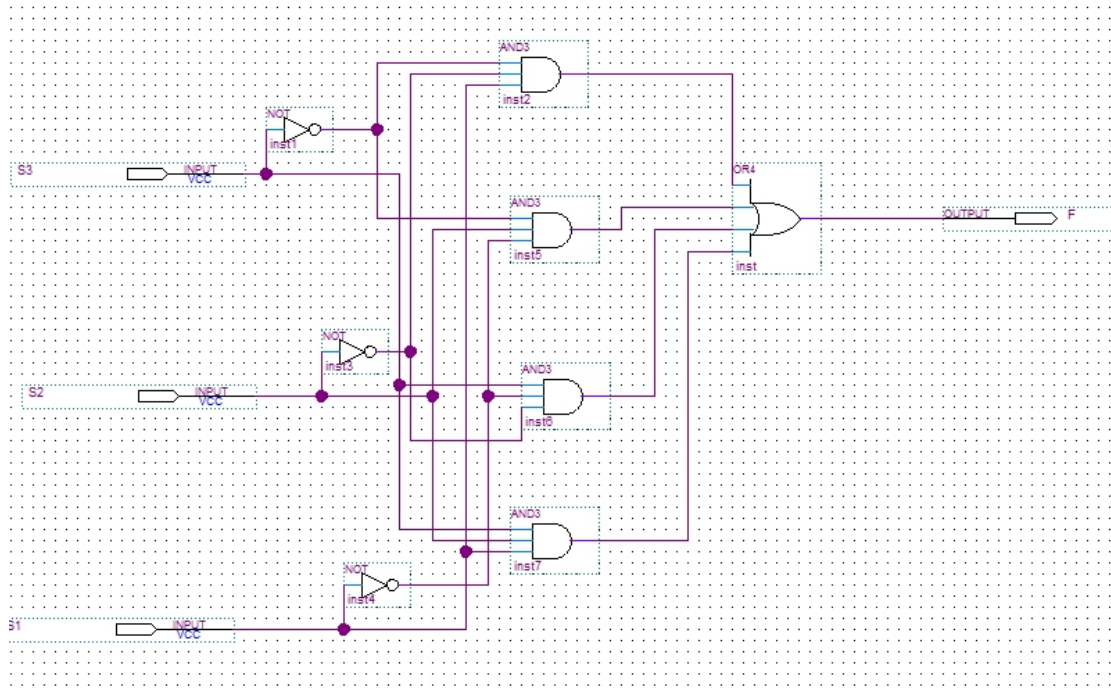 AND3
inst2
NOT
inst1
S3
INPUT
VCC
OR4
AND3
inst5
OUTPUT
F
inst
NOT
inst3
S2
INPUT
VCC
AND3
inst6
AND3
inst7
NOT
inst4
S1
INPUT
VCC